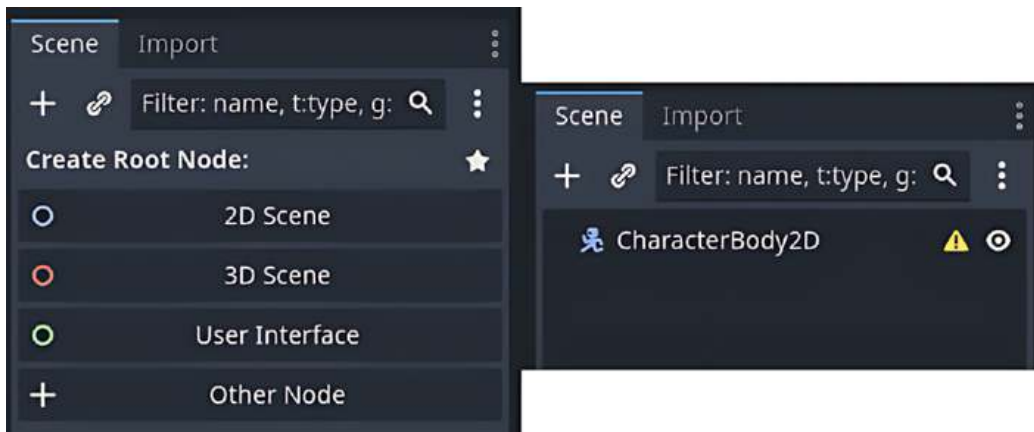 Scene Import
Filter: name, t:type, g:
Create Root Node:
2D Scene
3D Scene
User Interface
Other Node
Scene Import
Filter: name, t:type, g:
CharacterBody2D